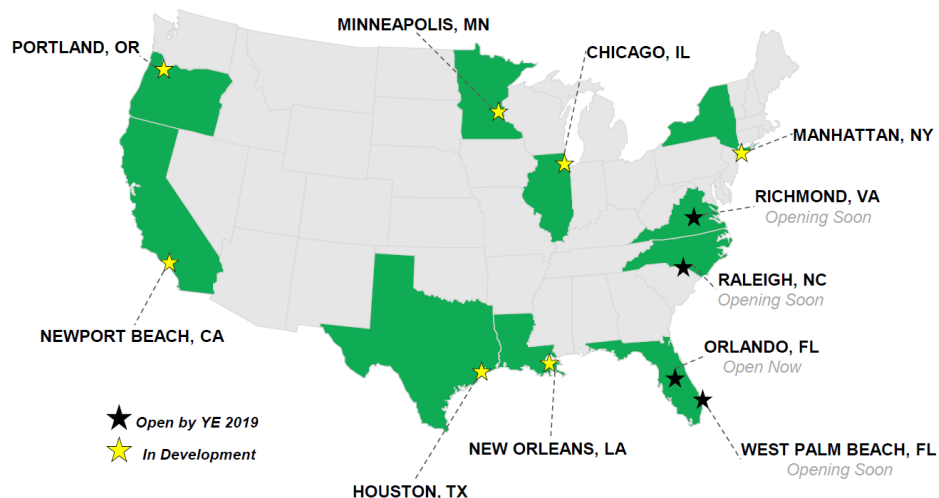 MINNEAPOLIS, MN
PORTLAND, OR
CHICAGO, IL
MANHATTAN, NY
RICHMOND, VA
Opening Soon
RALEIGH, NC
Opening Soon
NEWPORT BEACH, CA
ORLANDO, FL
Open Now
Open by YE 2019
In Development
NEW ORLEANS, LA
WEST PALM BEACH, FL
Opening Soon
HOUSTON, TX